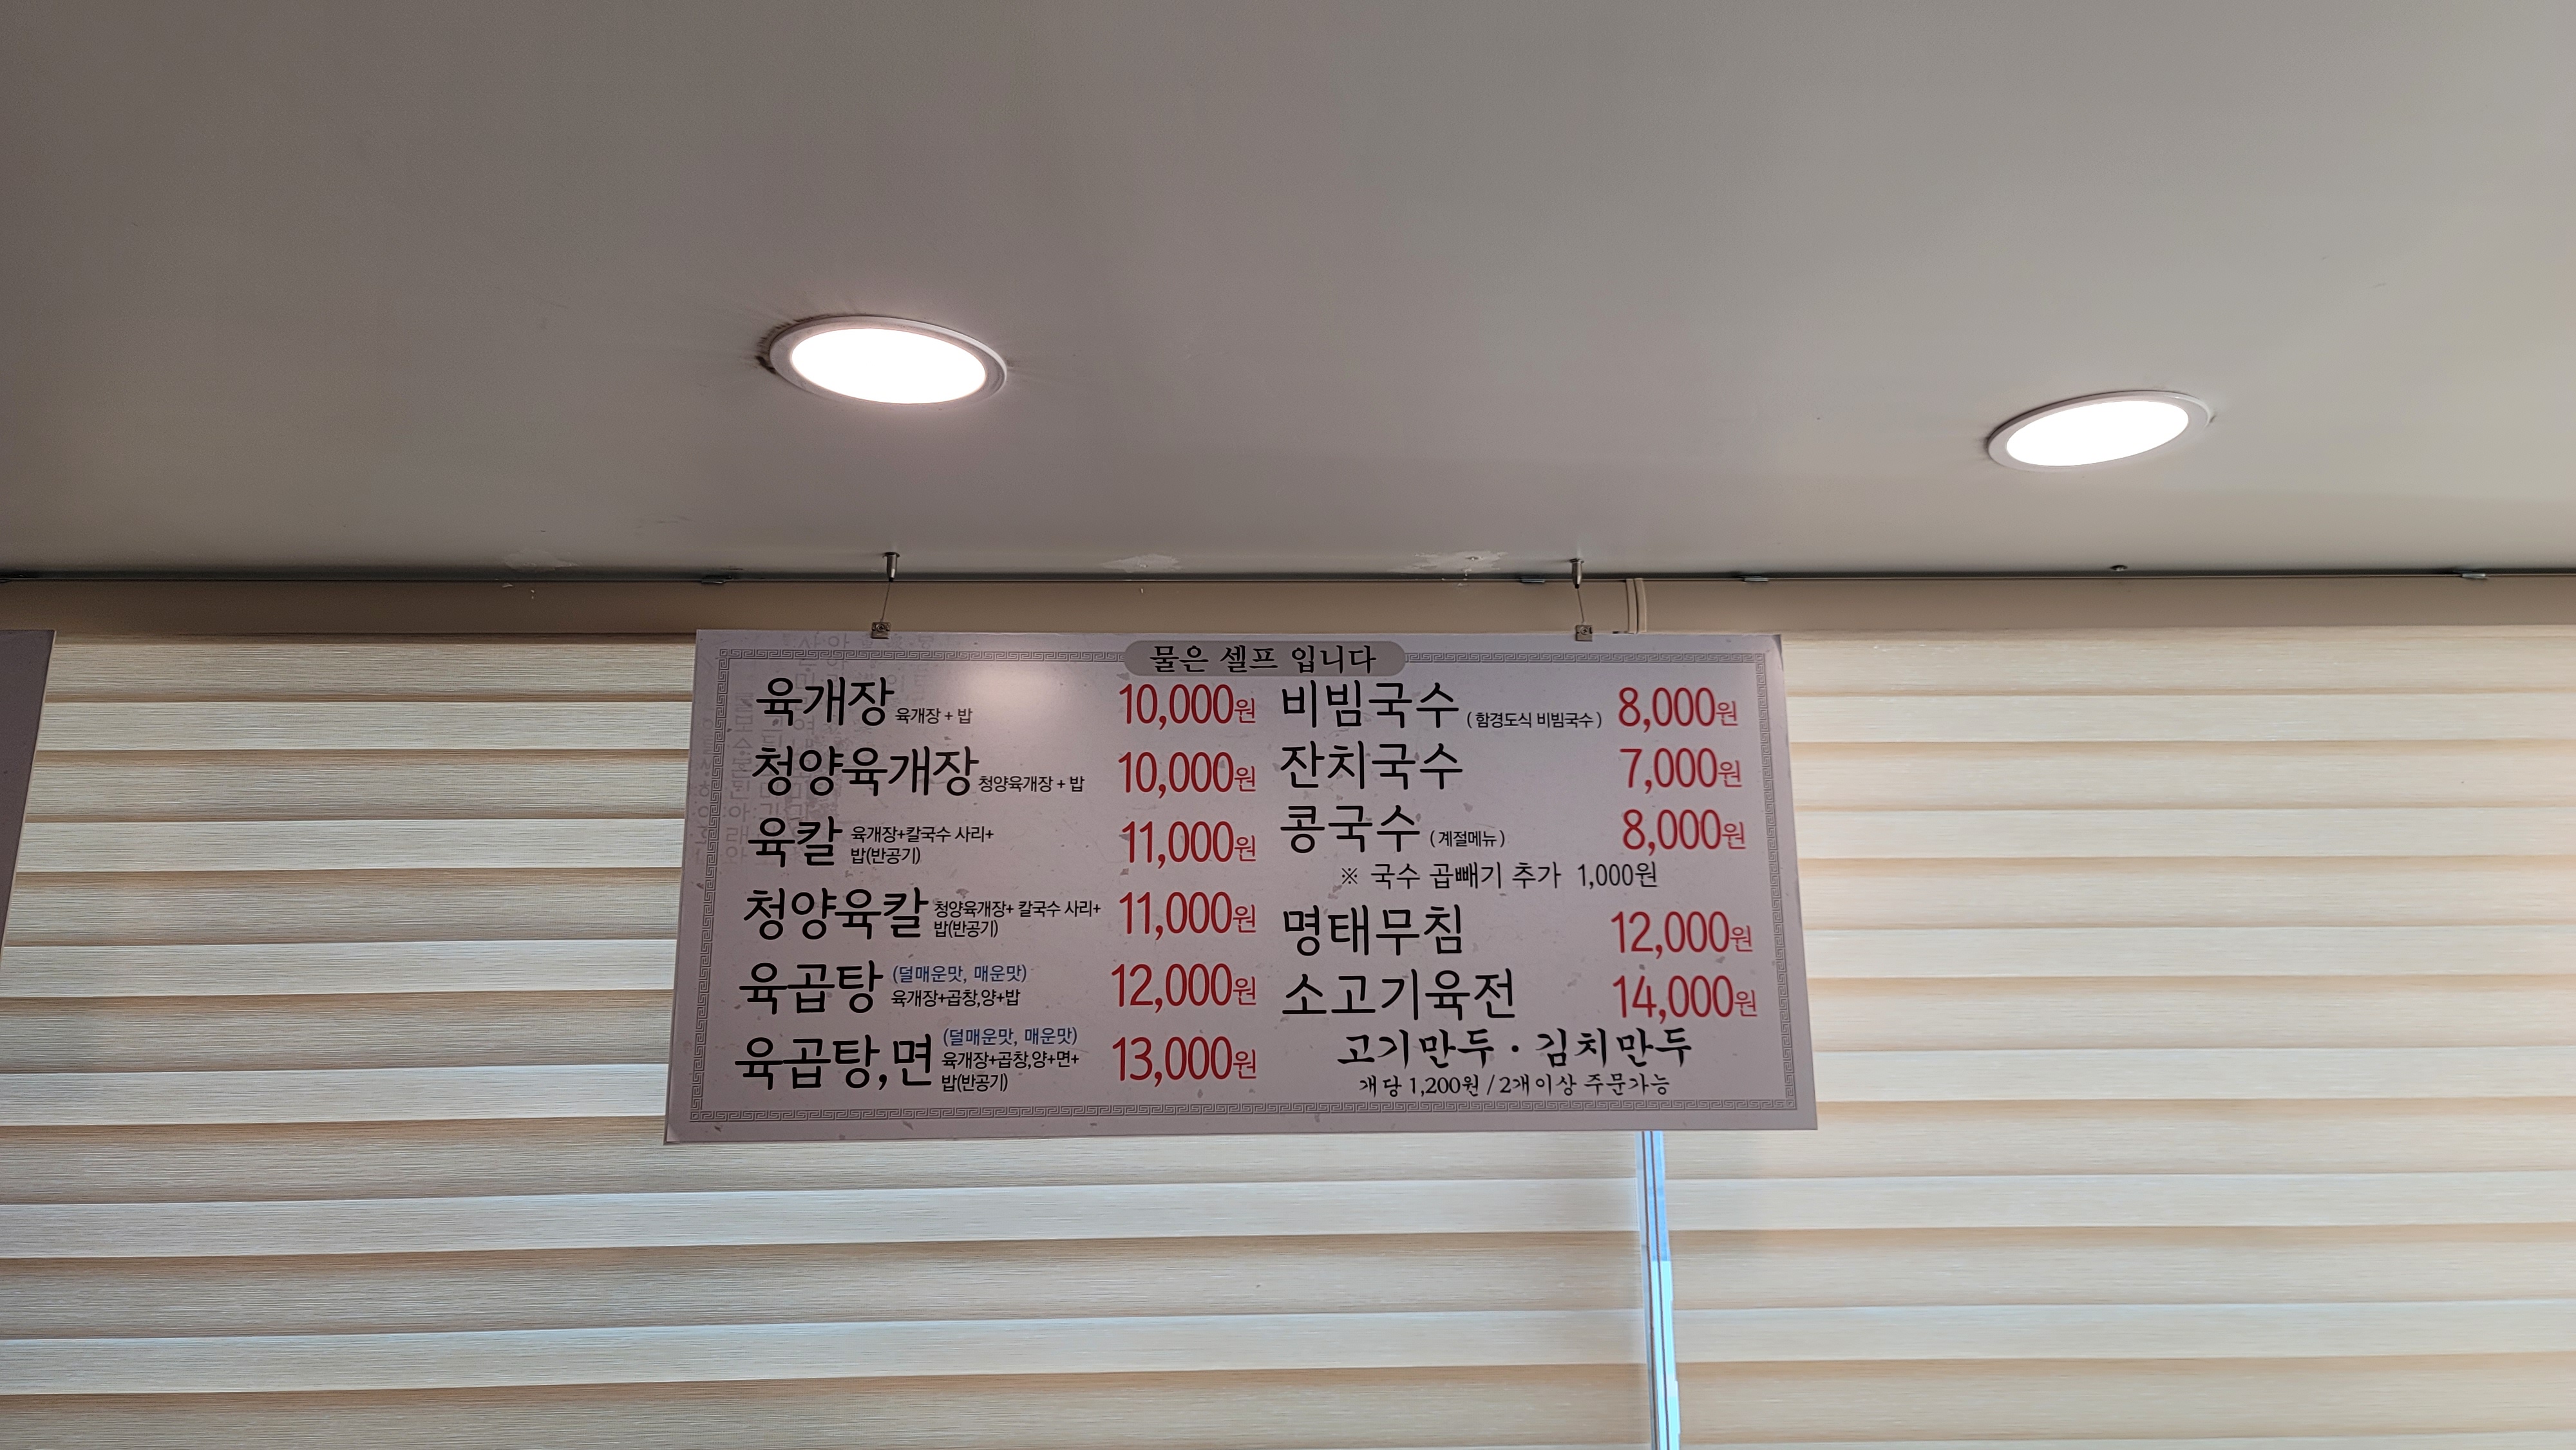 물은 셀프 입니다
육개장 육개장 + 밥 10,000원
청양육개장 청양육개장 + 밥 10,000원
육칼 육개장+칼국수 사리+
밥(반공기) 11,000원
청양육칼 청양육개장+ 칼국수 사리+
밥(반공기) 11,000원
육곱탕 (덜매운맛, 매운맛)
육개장+곱창,양+밥 12,000원
육곱탕,면 (덜매운맛, 매운맛)
육개장+곱창,양+면+
밥(반공기) 13,000원
비빔국수 ( 함경도식 비빔국수 ) 8,000원
잔치국수 7,000원
콩국수 ( 계절메뉴 ) 8,000원
※ 국수 곱빼기 추가 1,000원
명태무침 12,000원
소고기육전 14,000원
고기만두 · 김치만두
개당 1,200원 / 2개이상 주문가능